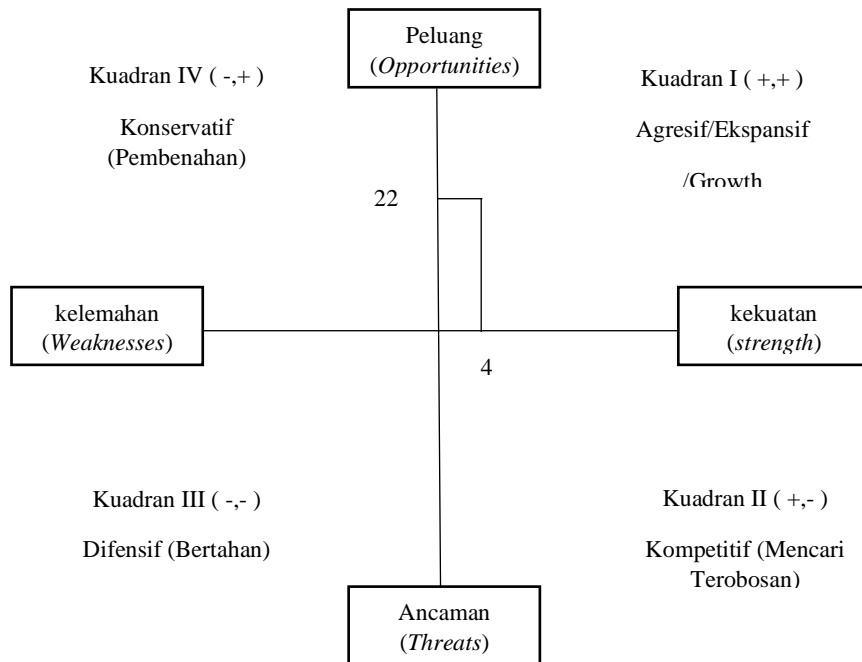 Peluang
(Opportunities)
Kuadran IV ( -,+ )
Konservatif
(Pembenahan)
Kuadran I ( +,+ )
Agresif/Ekspansif
/Growth
22
kelemahan
(Weaknesses)
kekuatan
(strength)
4
Kuadran III ( -,- )
Difensif (Bertahan)
Kuadran II ( +,- )
Kompetitif (Mencari
Terobosan)
Ancaman
(Threats)